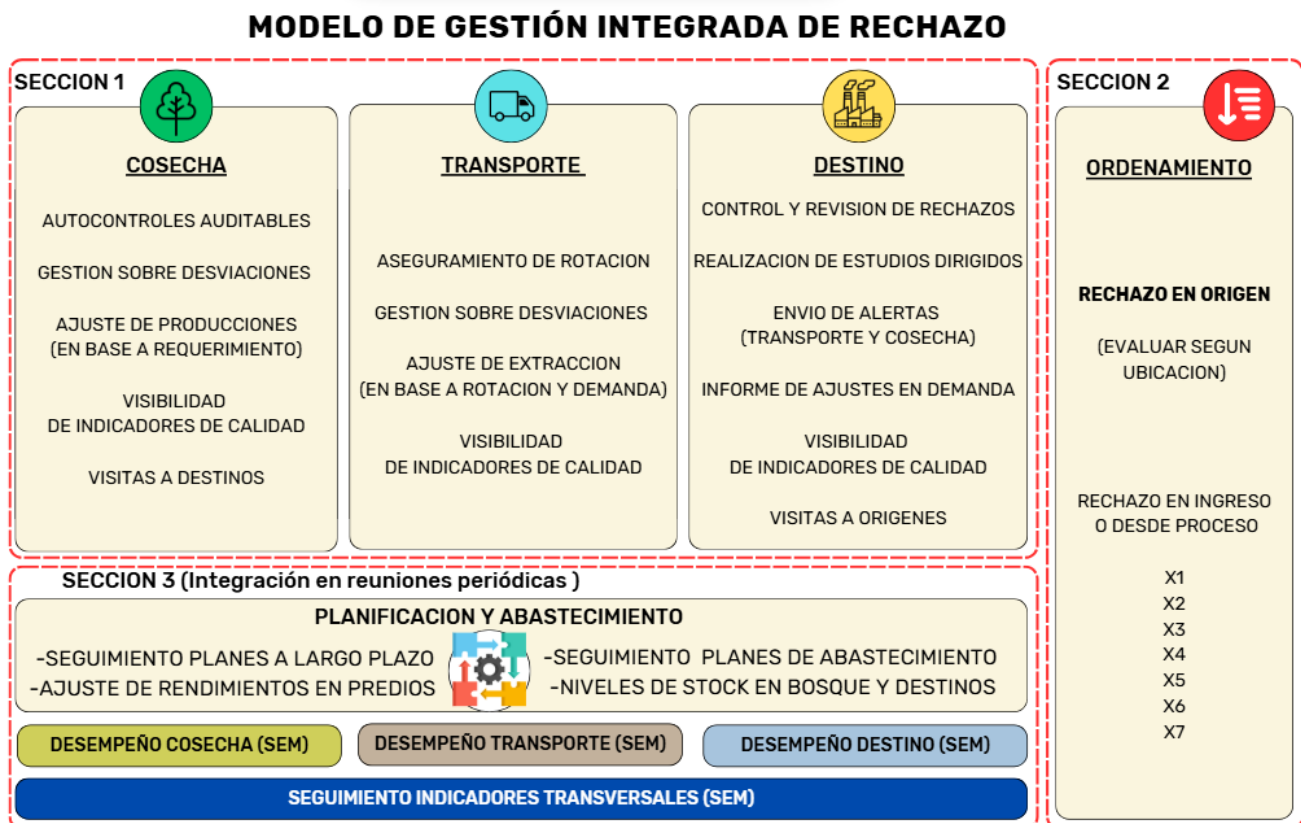 MODELO DE GESTIÓN INTEGRADA DE RECHAZO
SECCION 1
COSECHA
AUTOCONTROLES AUDITABLES
GESTION SOBRE DESVIACIONES
AJUSTE DE PRODUCCIONES
(EN BASE A REQUERIMIENTO)
VISIBILIDAD
DE INDICADORES DE CALIDAD
VISITAS A DESTINOS
TRANSPORTE
ASEGURAMIENTO DE ROTACION
GESTION SOBRE DESVIACIONES
AJUSTE DE EXTRACCION
(EN BASE A ROTACION Y DEMANDA)
VISIBILIDAD
DE INDICADORES DE CALIDAD
DESTINO
CONTROL Y REVISION DE RECHAZOS
REALIZACION DE ESTUDIOS DIRIGIDOS
ENVIO DE ALERTAS
(TRANSPORTE Y COSECHA)
INFORME DE AJUSTES EN DEMANDA
VISIBILIDAD
DE INDICADORES DE CALIDAD
VISITAS A ORIGENES
SECCION 2
ORDENAMIENTO
RECHAZO EN ORIGEN
(EVALUAR SEGUN
UBICACION)
RECHAZO EN INGRESO
O DESDE PROCESO
X1
X2
X3
X4
X5
X6
X7
SECCION 3 (Integración en reuniones periódicas )
PLANIFICACION Y ABASTECIMIENTO
-SEGUIMIENTO PLANES A LARGO PLAZO
-AJUSTE DE RENDIMIENTOS EN PREDIOS
-SEGUIMIENTO PLANES DE ABASTECIMIENTO
-NIVELES DE STOCK EN BOSQUE Y DESTINOS
DESEMPEÑO COSECHA (SEM)
DESEMPEÑO TRANSPORTE (SEM)
DESEMPEÑO DESTINO (SEM)
SEGUIMIENTO INDICADORES TRANSVERSALES (SEM)